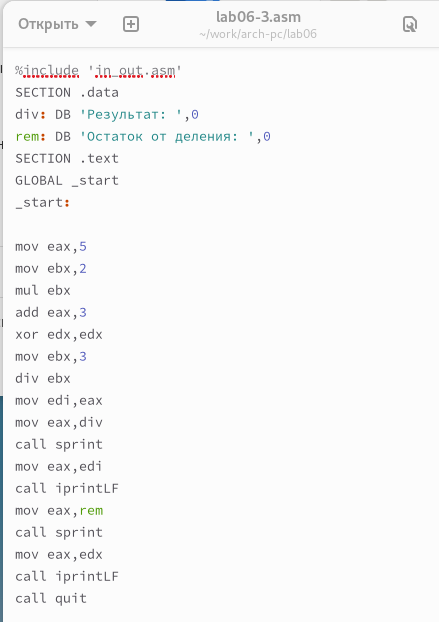 Открыть
lab06-3.asm
~/work/arch-pc/lab06
%include 'in_out.asm'
SECTION .data
div: DB 'Результат: ',0
rem: DB 'Остаток от деления: ',0
SECTION .text
GLOBAL _start
_start:
mov eax,5
mov ebx,2
mul ebx
add eax,3
xor edx,edx
mov ebx,3
div ebx
mov edi,eax
mov eax,div
call sprint
mov eax,edi
call iprintLF
mov eax,rem
call sprint
mov eax,edx
call iprintLF
call quit